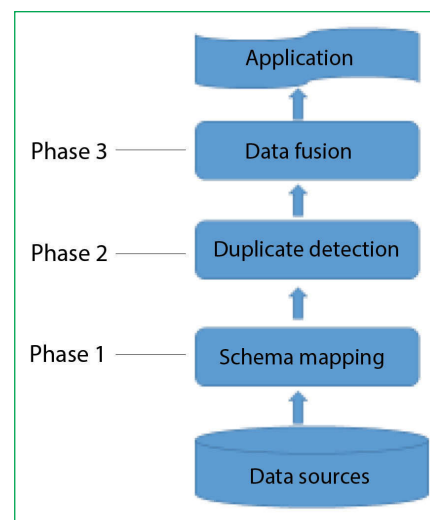 Application
Phase 3
Data fusion
Phase 2
Duplicate detection
Phase 1
Schema mapping
Data sources